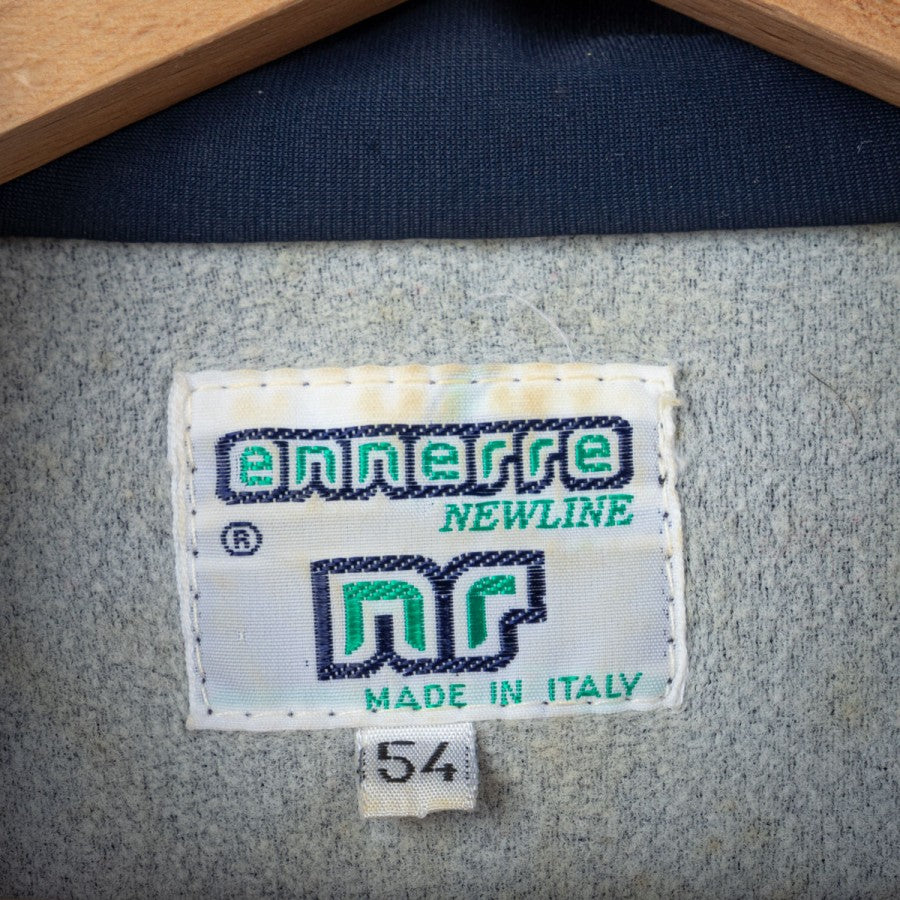 ennerre
NEWLINE
®
nr
MADE IN ITALY
54